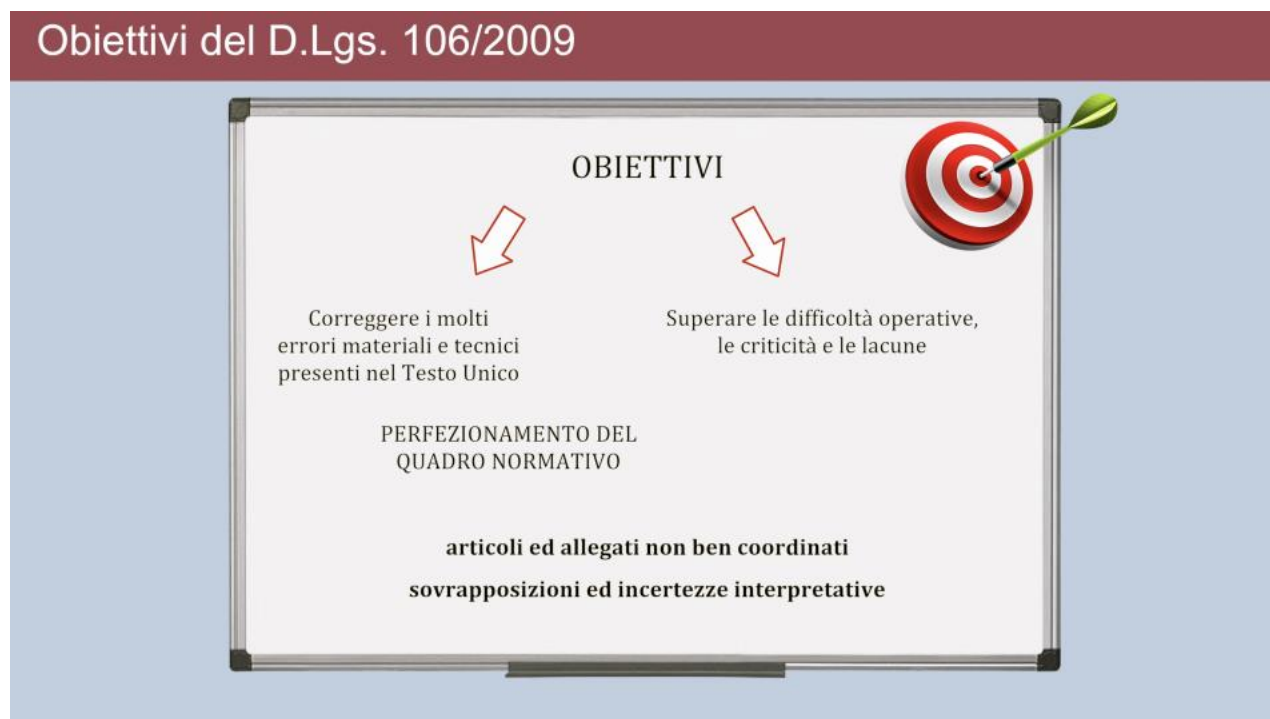 Obiettivi del D.Lgs. 106/2009
OBIETTIVI
Correggere i molti
errori materiali e tecnici
presenti nel Testo Unico
Superare le difficoltà operative,
le criticità e le lacune
PERFEZIONAMENTO DEL
QUADRO NORMATIVO
articoli ed allegati non ben coordinati
sovrapposizioni ed incertezze interpretative